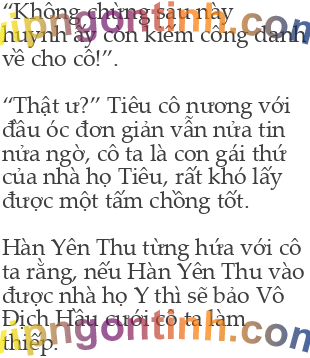 “Không chừng sau này
huynh ấy còn kiếm công danh
về cho cô!”.
“Thật ư?” Tiêu cô nương với
đầu óc đơn giản vẫn nửa tin
nửa ngờ, cô ta là con gái thứ
của nhà họ Tiêu, rất khó lấy
được một tấm chồng tốt.
Hàn Yên Thu từng hứa với cô
ta rằng, nếu Hàn Yên Thu vào
được nhà họ Y thì sẽ bảo Vô
Địch Hầu cưới cô ta làm
thiếp.